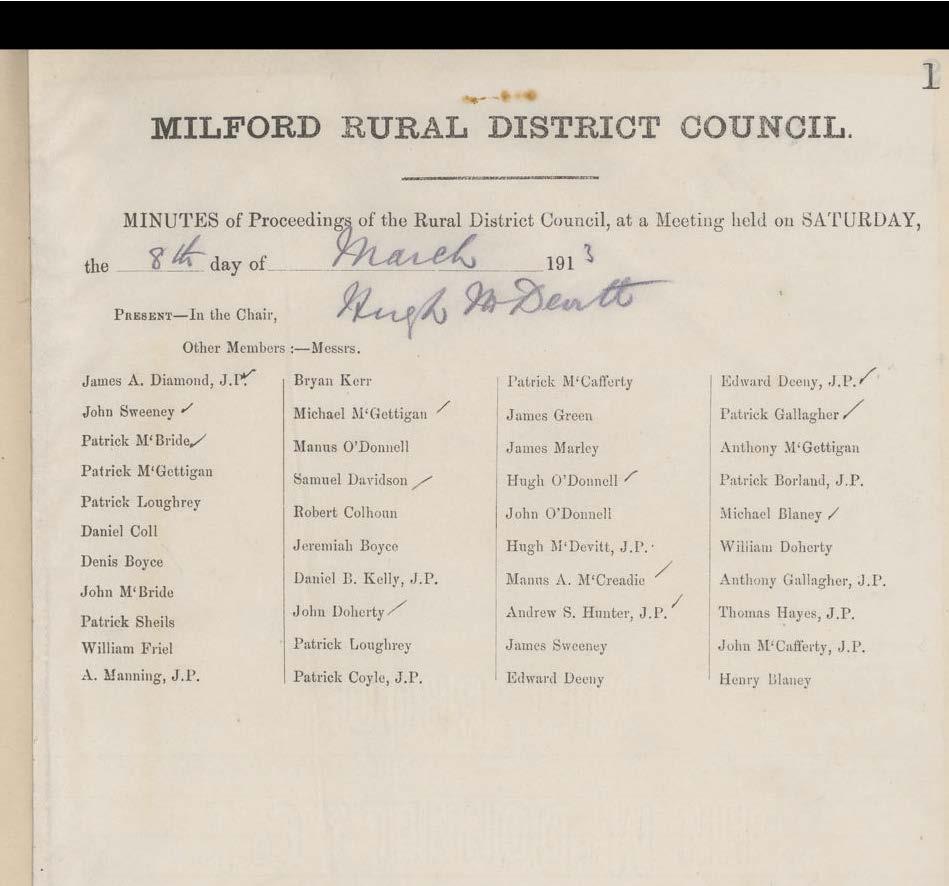 1
MILFORD RURAL DISTRICT COUNCIL.
MINUTES of Proceedings of the Rural District Council, at a Meeting held on SATURDAY,
the 8th day of March 1913
Hugh McDevitt
PRESENT—In the Chair,
Other Members :—Messrs.
James A. Diamond, J.P. ✓
John Sweeney ✓
Patrick M‘Bride ✓
Patrick M‘Gettigan
Patrick Loughrey
Daniel Coll
Denis Boyce
John M‘Bride
Patrick Sheils
William Friel
A. Manning, J.P.
Bryan Kerr
Michael M‘Gettigan ✓
Manus O'Donnell
Samuel Davidson ✓
Robert Colhoun
Jeremiah Boyce
Daniel B. Kelly, J.P.
John Doherty ✓
Patrick Loughrey
Patrick Coyle, J.P.
Patrick M‘Cafferty
James Green
James Marley
Hugh O'Donnell ✓
John O'Donnell
Hugh M‘Devitt, J.P.
Manus A. M‘Creadie ✓
Andrew S. Hunter, J.P. ✓
James Sweeney
Edward Deeny
Edward Deeny, J.P. ✓
Patrick Gallagher ✓
Anthony M‘Gettigan
Patrick Borland, J.P.
Michael Blaney ✓
William Doherty
Anthony Gallagher, J.P.
Thomas Hayes, J.P.
John M‘Cafferty, J.P.
Henry Blaney